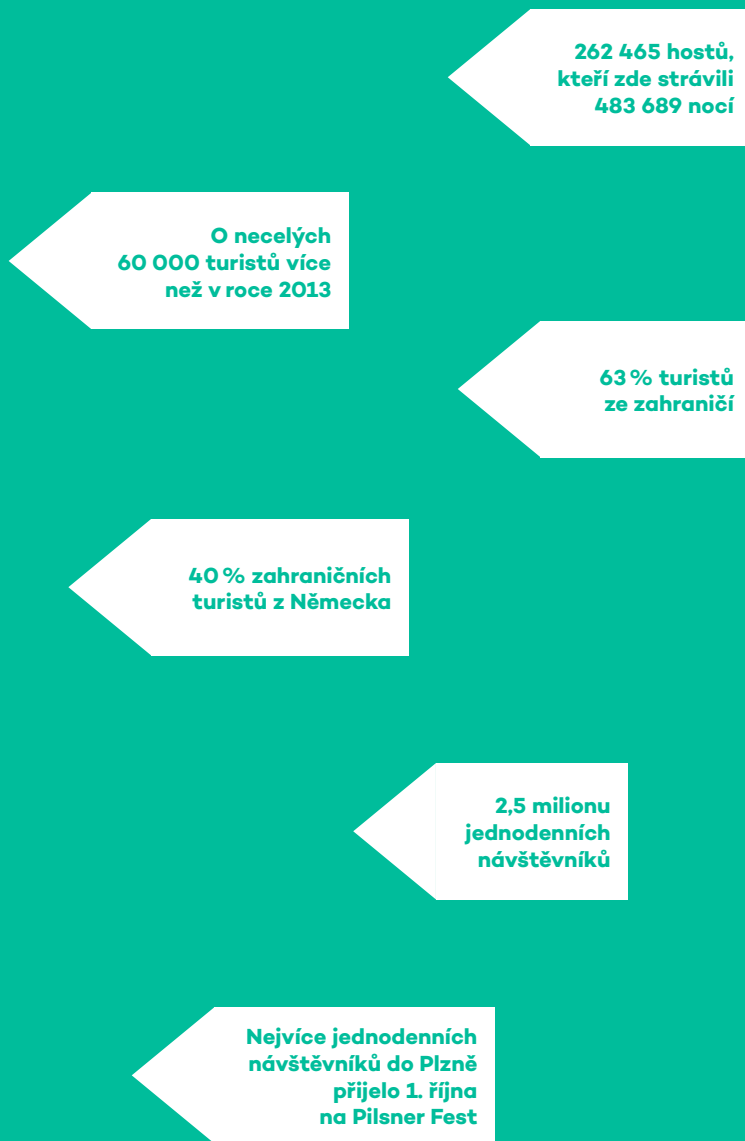 262 465 hostů,
kteří zde strávili
483 689 nocí
O necelých
60 000 turistů více
než v roce 2013
63 % turistů
ze zahraničí
40 % zahraničních
turistů z Německa
2,5 milionu
jednodenních
návštěvníků
Nejvíce jednodenních
návštěvníků do Plzně
přijelo 1. října
na Pilsner Fest